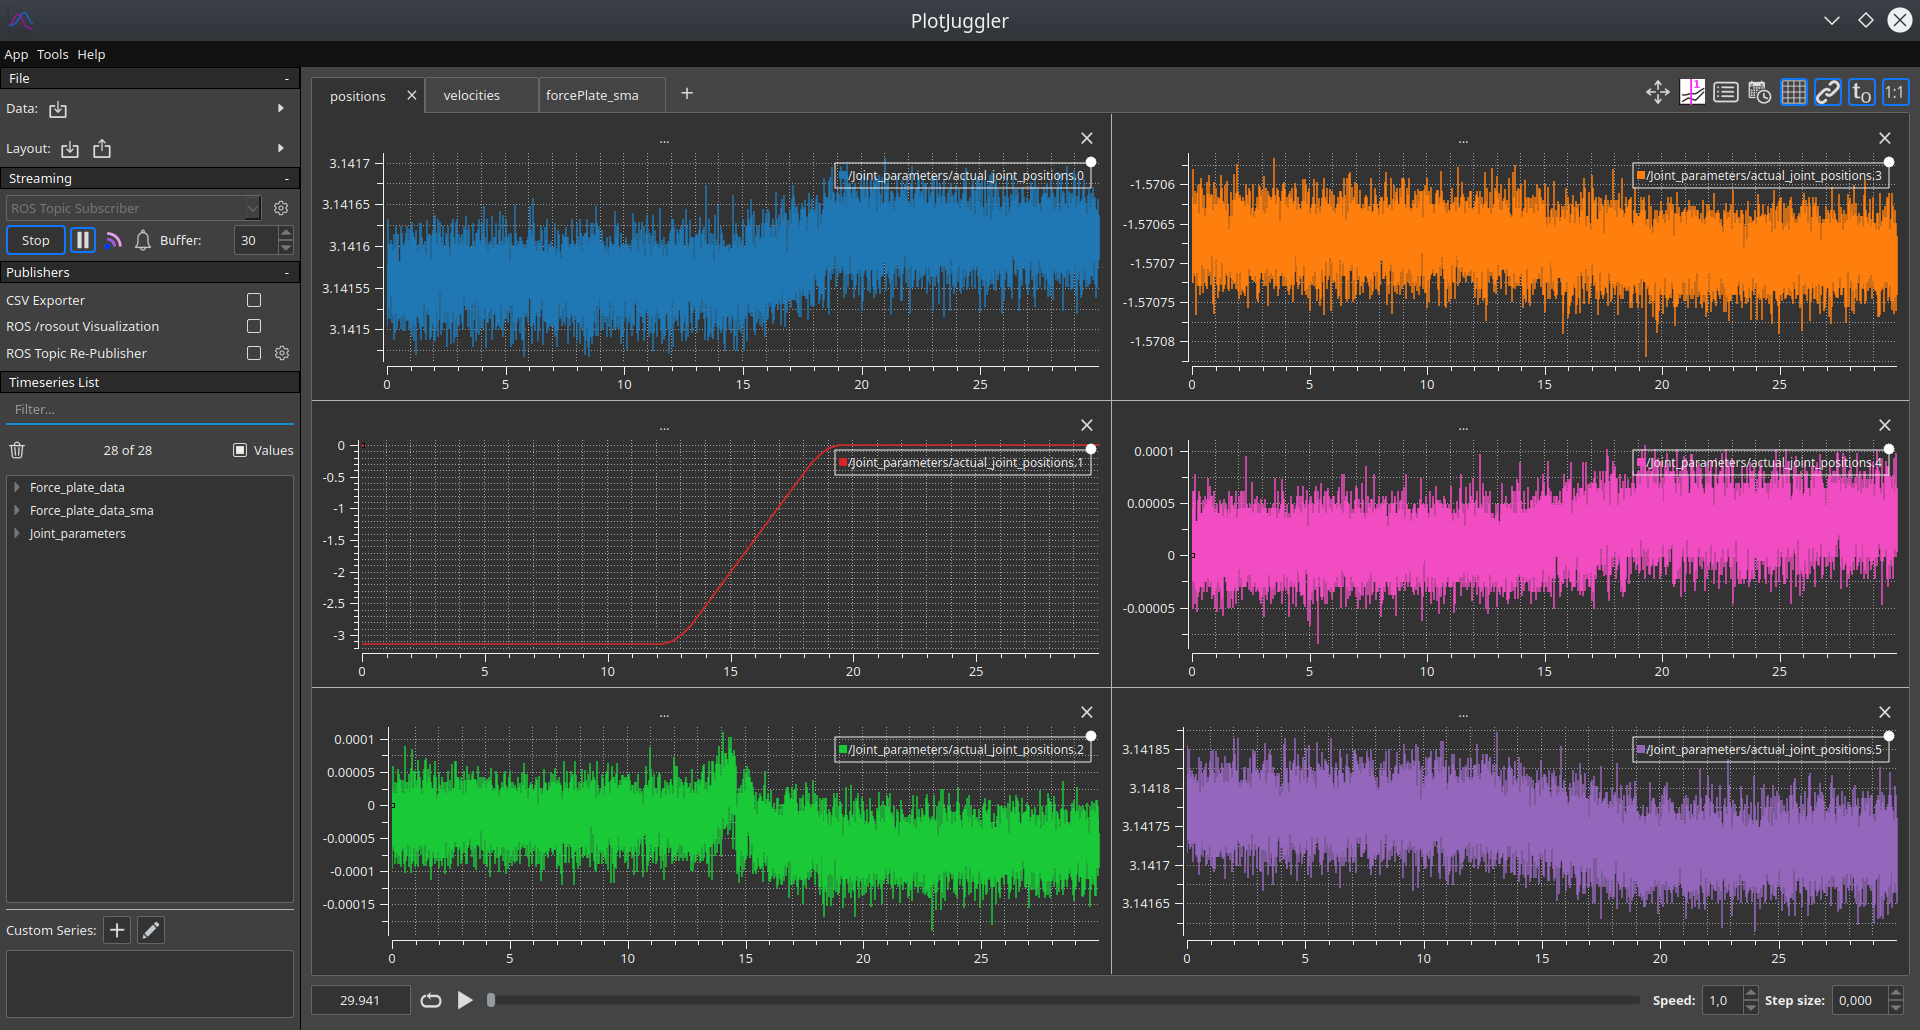 PlotJuggler
App Tools Help
File -
Data:
Layout:
Streaming -
ROS Topic Subscriber
Stop Buffer: 30
Publishers -
CSV Exporter
ROS /rosout Visualization
ROS Topic Re-Publisher
Timeseries List
Filter...
28 of 28 Values
Force_plate_data
Force_plate_data_sma
Joint_parameters
Custom Series:
positions velocities forcePlate_sma +
t0 1:1
...
/Joint_parameters/actual_joint_positions.0
3.1417
3.14165
3.1416
3.14155
3.1415
0 5 10 15 20 25
...
/Joint_parameters/actual_joint_positions.3
-1.5706
-1.57065
-1.5707
-1.57075
-1.5708
0 5 10 15 20 25
...
/Joint_parameters/actual_joint_positions.1
0
-0.5
-1
-1.5
-2
-2.5
-3
0 5 10 15 20 25
...
/Joint_parameters/actual_joint_positions.4
0.0001
0.00005
0
-0.00005
0 5 10 15 20 25
...
/Joint_parameters/actual_joint_positions.2
0.0001
0.00005
0
-0.00005
-0.0001
-0.00015
0 5 10 15 20 25
...
/Joint_parameters/actual_joint_positions.5
3.14185
3.1418
3.14175
3.1417
3.14165
0 5 10 15 20 25
29.941 Speed: 1,0 Step size: 0,000